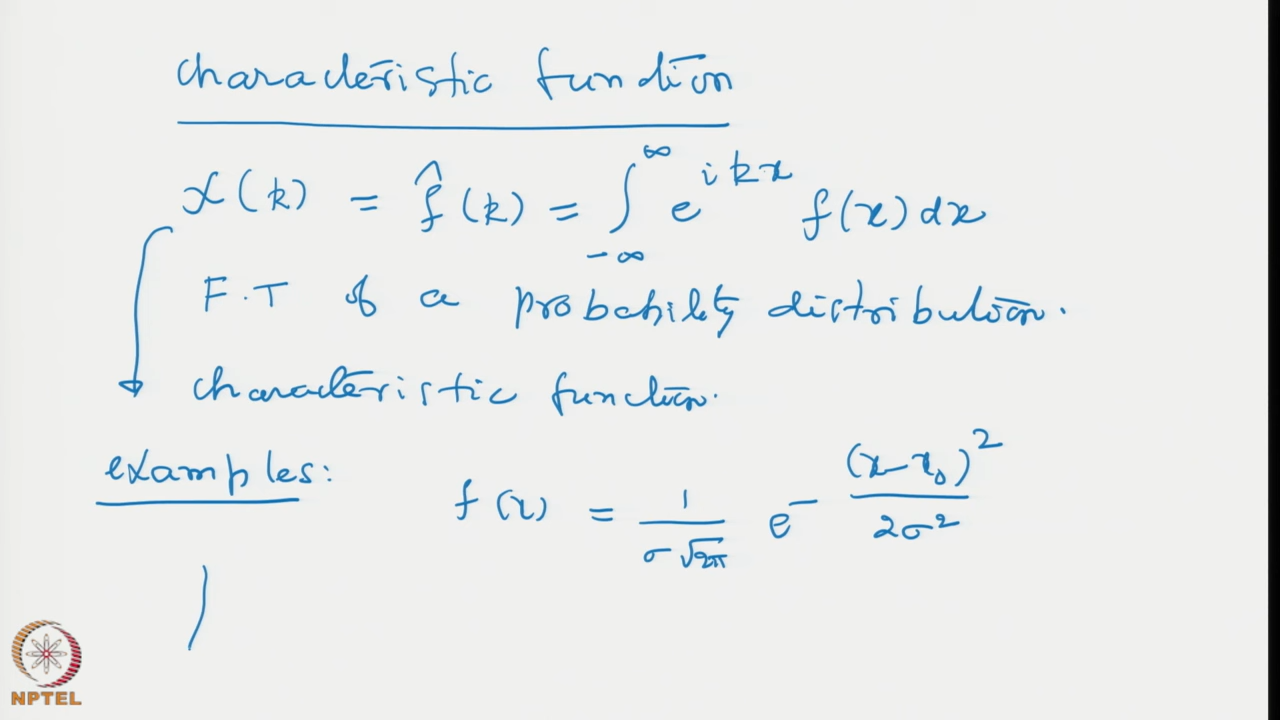 characteristic function
χ(k) = f̂(k) = ∫_{-∞}^{∞} e^{ikx} f(x) dx
F.T of a probability distribution.
characteristic function.
examples: f(x) = 1/(σ√2π) e^{-(x-x₀)²/2σ²}
NPTEL